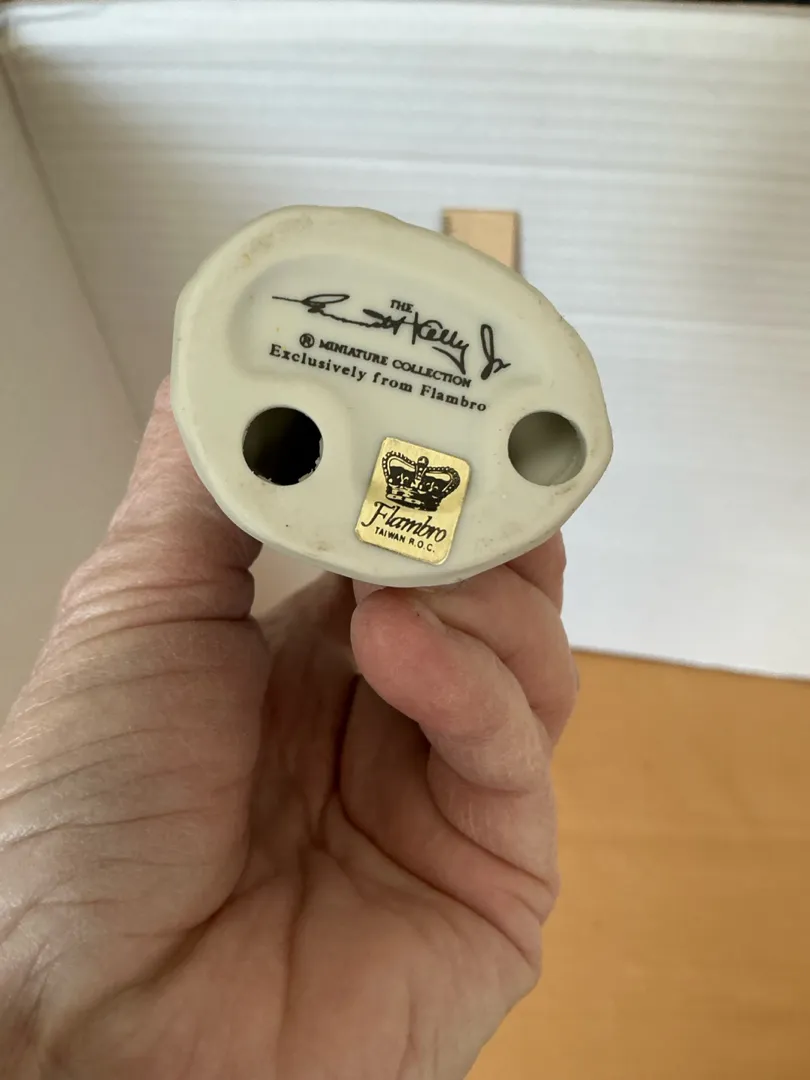 THE
Emmett Kelly Jr
® MINIATURE COLLECTION
Exclusively from Flambro
Flambro
TAIWAN R.O.C.